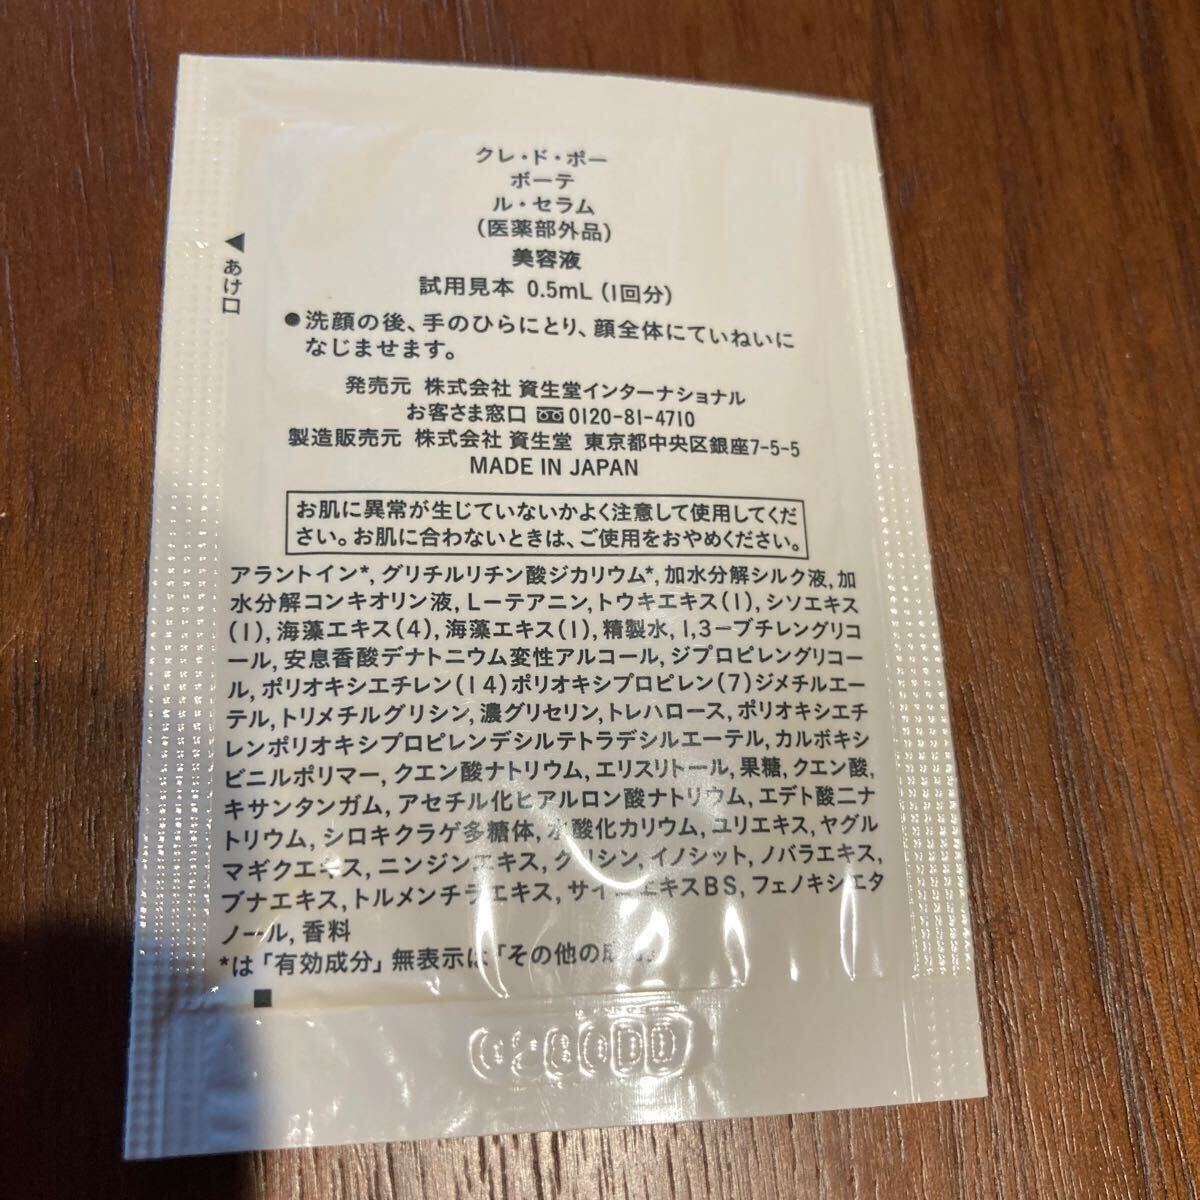 クレ・ド・ポー
ボーテ
ル・セラム
(医薬部外品)
美容液
試用見本 0.5mL (1回分)
◀あけ口
●洗顔の後、手のひらにとり、顔全体にていねいに
なじませます。
発売元 株式会社 資生堂インターナショナル
お客さま窓口 0120-81-4710
製造販売元 株式会社 資生堂 東京都中央区銀座7-5-5
MADE IN JAPAN
お肌に異常が生じていないかよく注意して使用してくだ
さい。お肌に合わないときは、ご使用をおやめください。
アラントイン*, グリチルリチン酸ジカリウム*, 加水分解シルク液, 加
水分解コンキオリン液, L-テアニン, トウキエキス(1), シソエキス
(1), 海藻エキス(4), 海藻エキス(1), 精製水, 1,3-ブチレングリコ
ール, 安息香酸デナトニウム変性アルコール, ジプロピレングリコー
ル, ポリオキシエチレン(14)ポリオキシプロピレン(7)ジメチルエー
テル, トリメチルグリシン, 濃グリセリン, トレハロース, ポリオキシエチ
レンポリオキシプロピレンデシルテトラデシルエーテル, カルボキシ
ビニルポリマー, クエン酸ナトリウム, エリスリトール, 果糖, クエン酸,
キサンタンガム, アセチル化ヒアルロン酸ナトリウム, エデト酸二ナ
トリウム, シロキクラゲ多糖体, 水酸化カリウム, ユリエキス, ヤグル
マギクエキス, ニンジンエキス, グリシン, イノシット, ノバラエキス,
ブナエキス, トルメンチラエキス, サイコエキスBS, フェノキシエタ
ノール, 香料
*は「有効成分」無表示は「その他の成分」